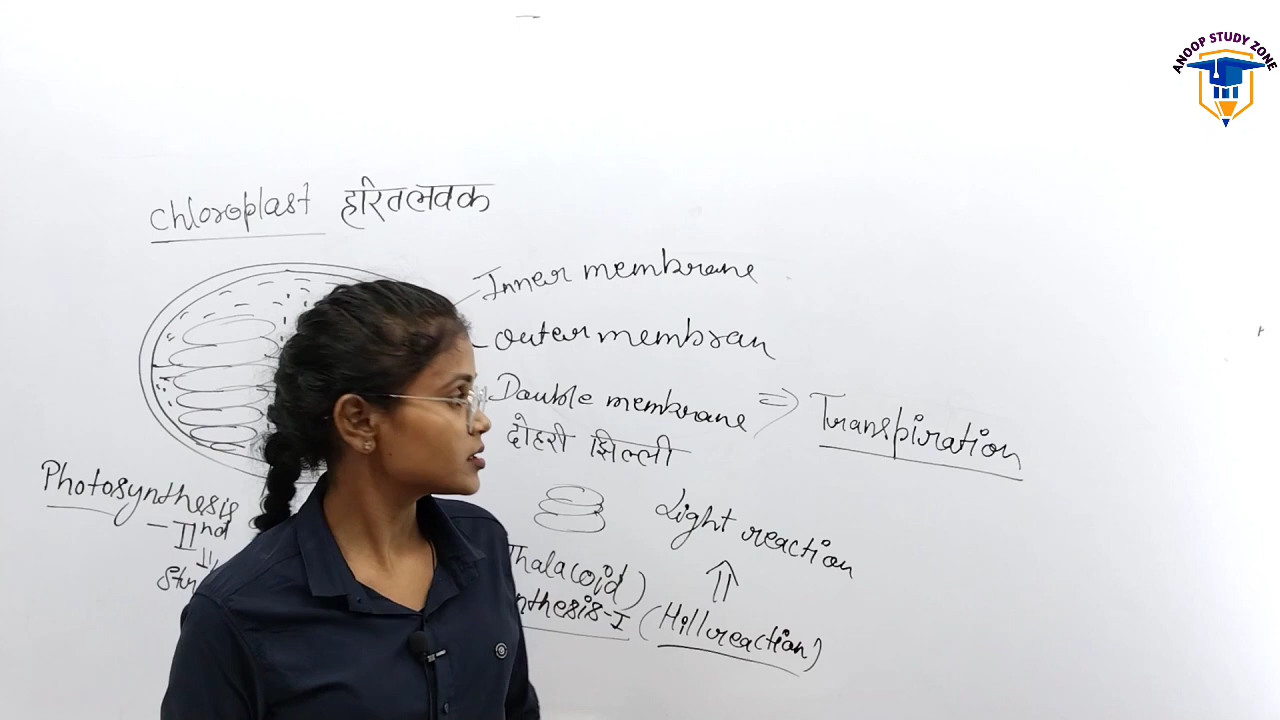 ANOOP STUDY ZONE
chloroplast हरितलवक
Inner membrane
outer membran
Double membrane => Transpiration
दोहरी झिल्ली
Photosynthesis
- IInd
Light reaction
Thalacoid)
(Hill reaction)